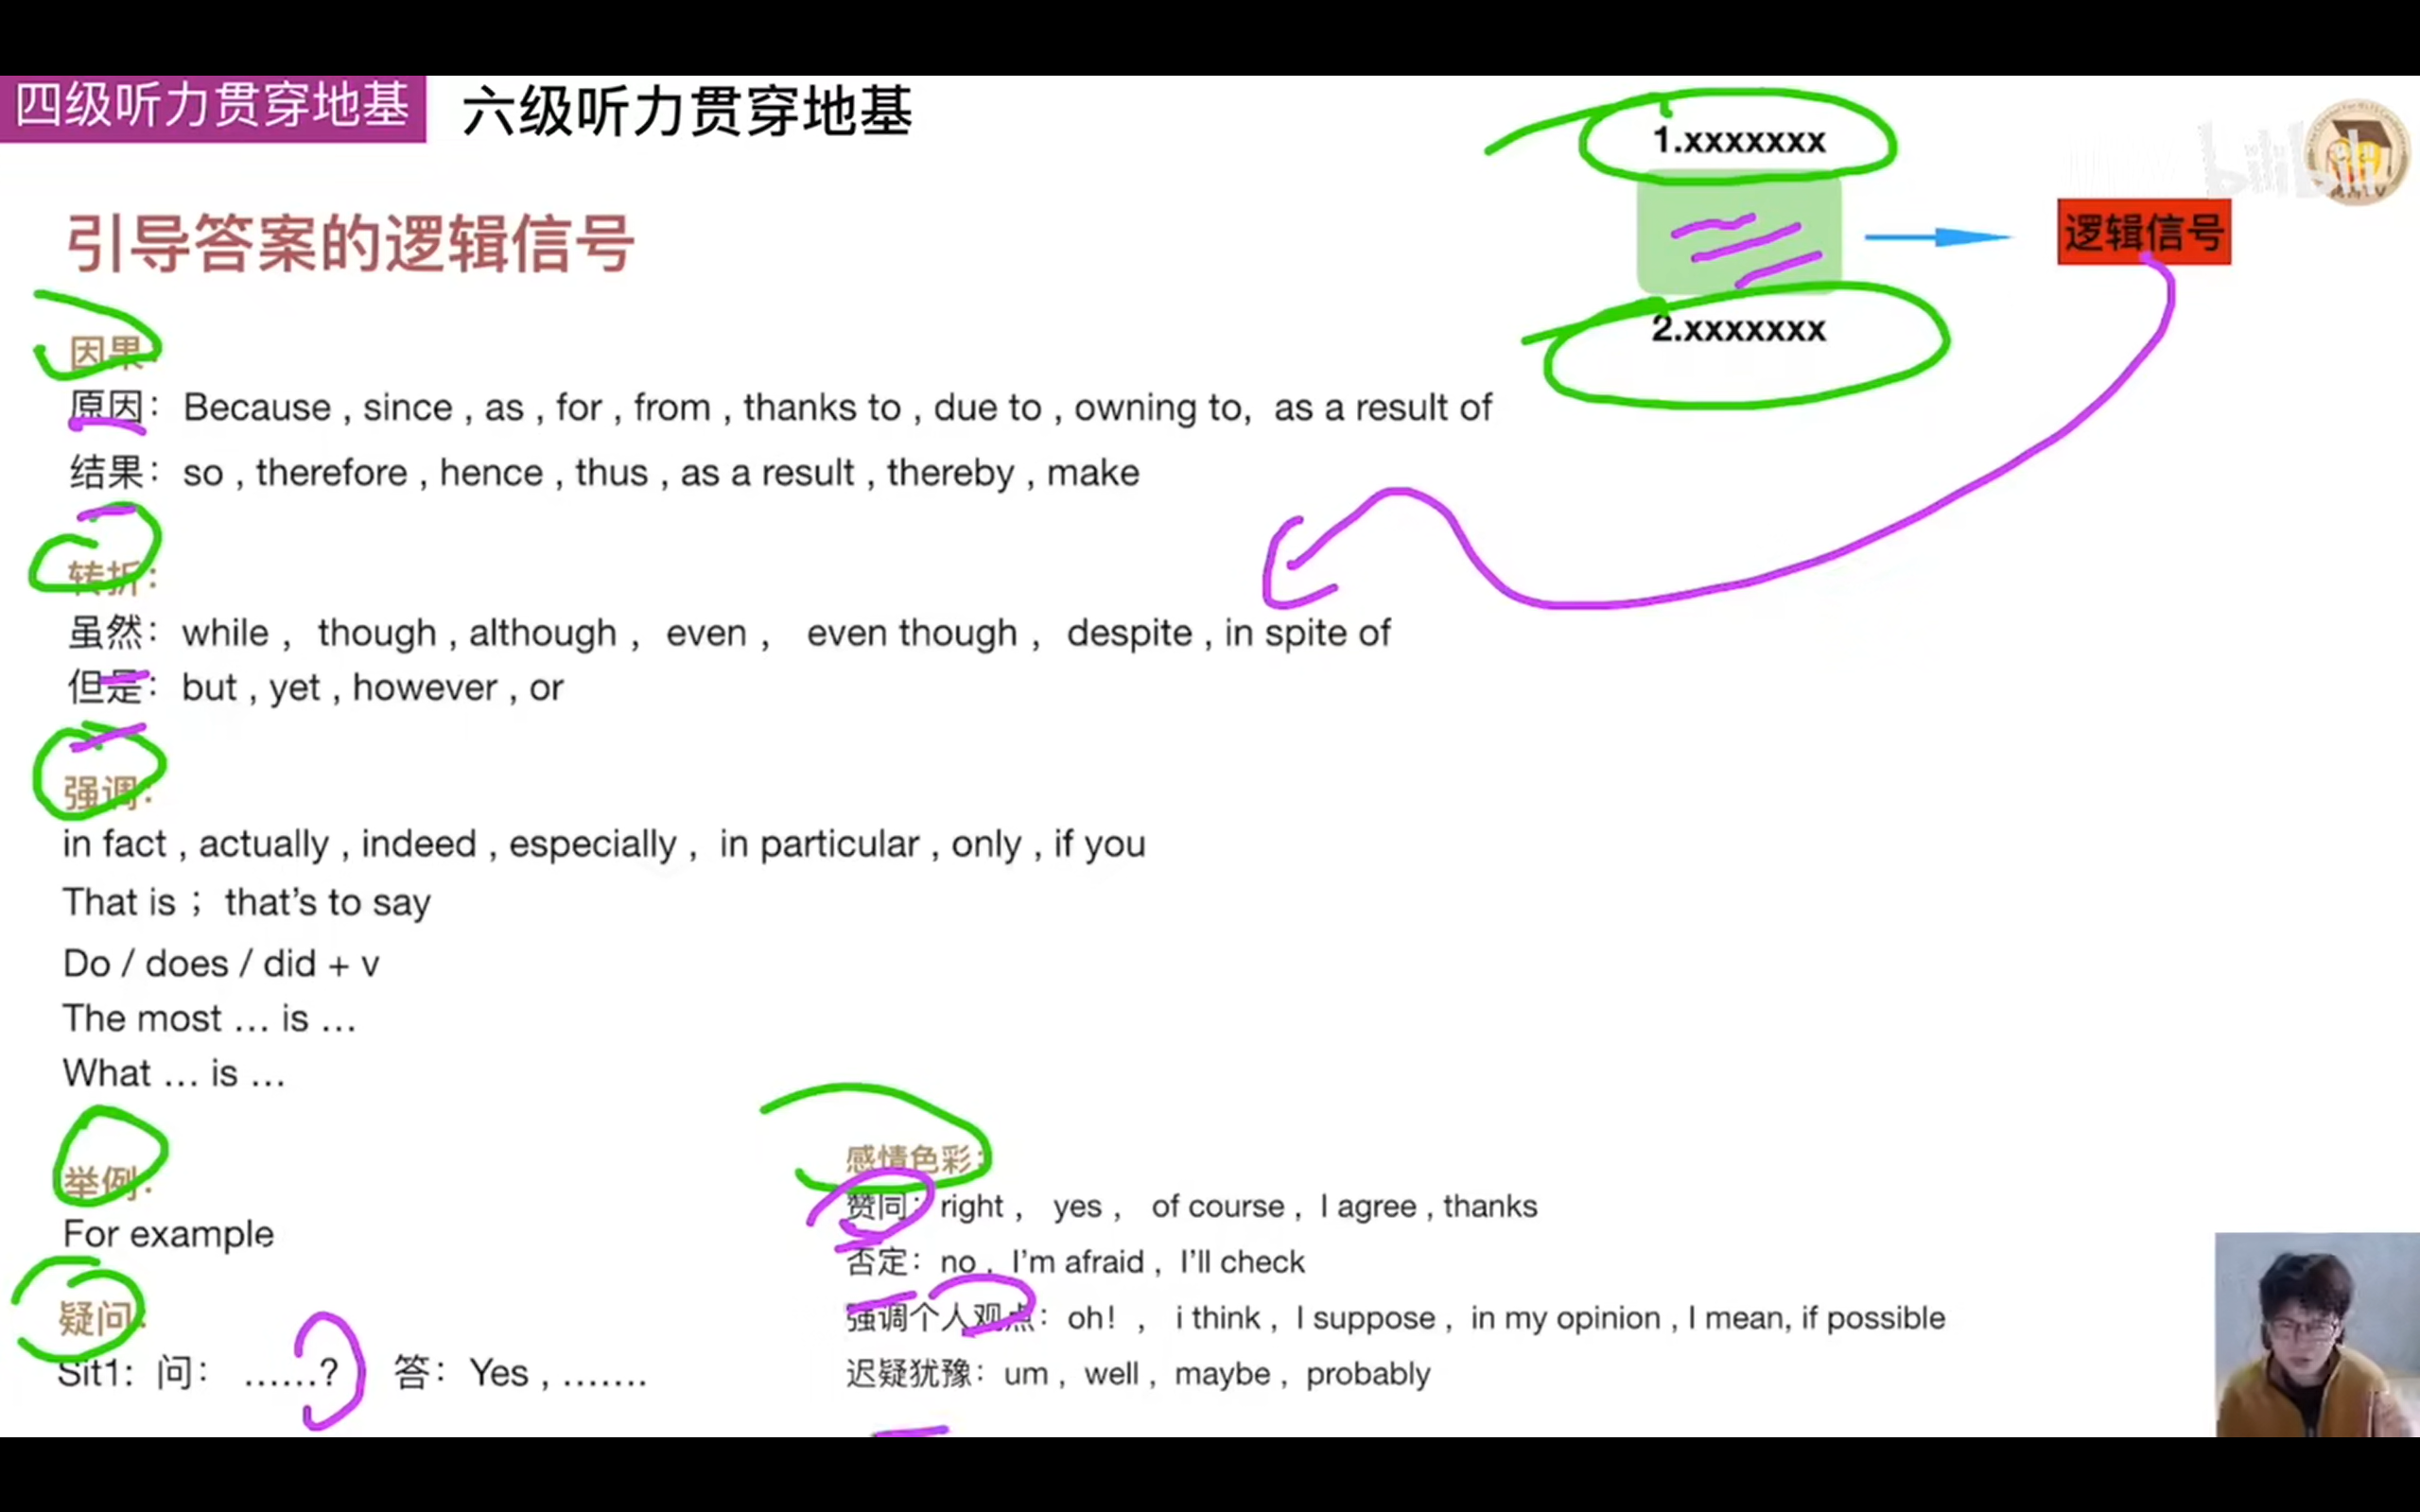 四级听力贯穿地基
六级听力贯穿地基
1.xxxxxxx
2.xxxxxxx
逻辑信号
bilibili
引导答案的逻辑信号
因果:
原因：Because , since , as , for , from , thanks to , due to , owning to, as a result of
结果：so , therefore , hence , thus , as a result , thereby , make
转折：
虽然：while , though , although , even , even though , despite , in spite of
但是：but , yet , however , or
强调：
in fact , actually , indeed , especially , in particular , only , if you
That is ；that’s to say
Do / does / did + v
The most … is …
What … is …
举例：
For example
疑问：
Sit1: 问： ……? 答：Yes , …….
感情色彩：
赞同：right , yes , of course , I agree , thanks
否定：no , I’m afraid , I’ll check
强调个人观点：oh! , i think , I suppose , in my opinion , I mean, if possible
迟疑犹豫：um , well , maybe , probably